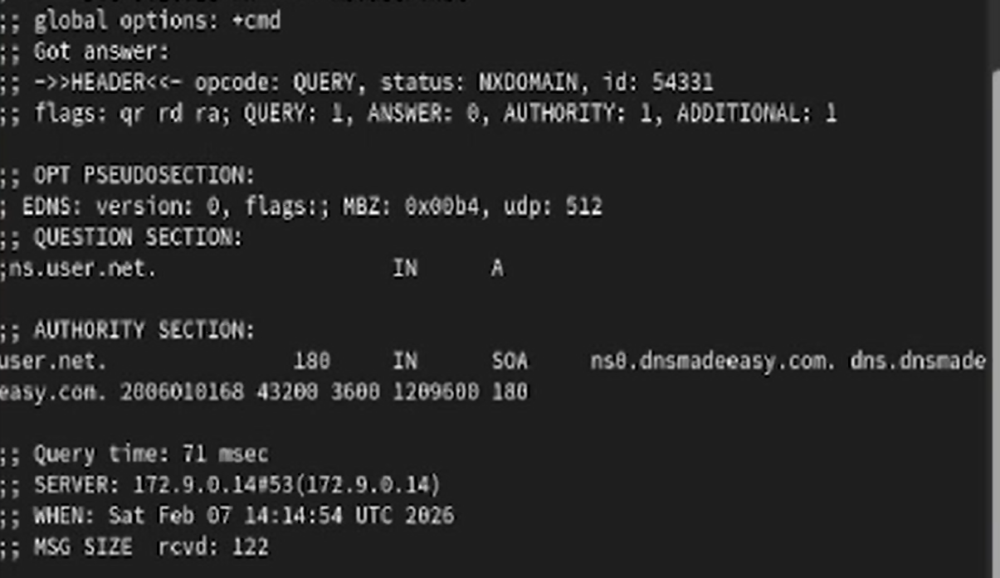 ;; global options: +cmd
;; Got answer:
;; ->>HEADER<<- opcode: QUERY, status: NXDOMAIN, id: 54331
;; flags: qr rd ra; QUERY: 1, ANSWER: 0, AUTHORITY: 1, ADDITIONAL: 1
;; OPT PSEUDOSECTION:
; EDNS: version: 0, flags:; MBZ: 0x00b4, udp: 512
;; QUESTION SECTION:
;ns.user.net. IN A
;; AUTHORITY SECTION:
user.net. 180 IN SOA ns0.dnsmadeeasy.com. dns.dnsmade
easy.com. 2006010168 43200 3600 1209600 180
;; Query time: 71 msec
;; SERVER: 172.9.0.14#53(172.9.0.14)
;; WHEN: Sat Feb 07 14:14:54 UTC 2026
;; MSG SIZE rcvd: 122